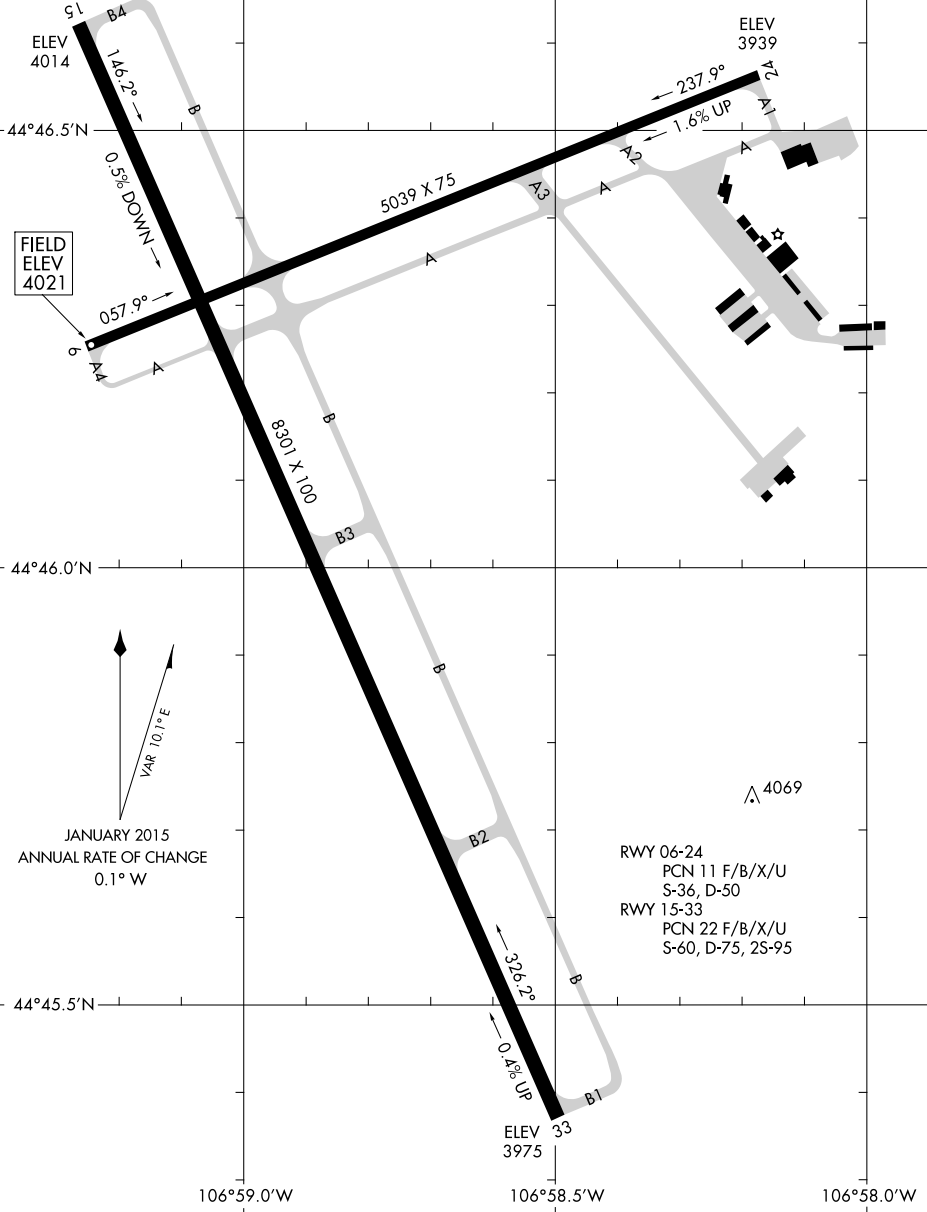 15
B4
ELEV
4014
ELEV
3939
24
146.2°
B
237.9°
1.6% UP
A1
44°46.5'N
A2
A
0.5% DOWN
5039 X 75
A3
A
FIELD
ELEV
4021
A
057.9°
6
A4
A
B
8301 X 100
B3
44°46.0'N
B
VAR 10.1° E
4069
JANUARY 2015
ANNUAL RATE OF CHANGE
0.1° W
B2
RWY 06-24
PCN 11 F/B/X/U
S-36, D-50
RWY 15-33
PCN 22 F/B/X/U
S-60, D-75, 2S-95
326.2°
B
44°45.5'N
0.4% UP
B1
ELEV
3975
33
106°59.0'W
106°58.5'W
106°58.0'W